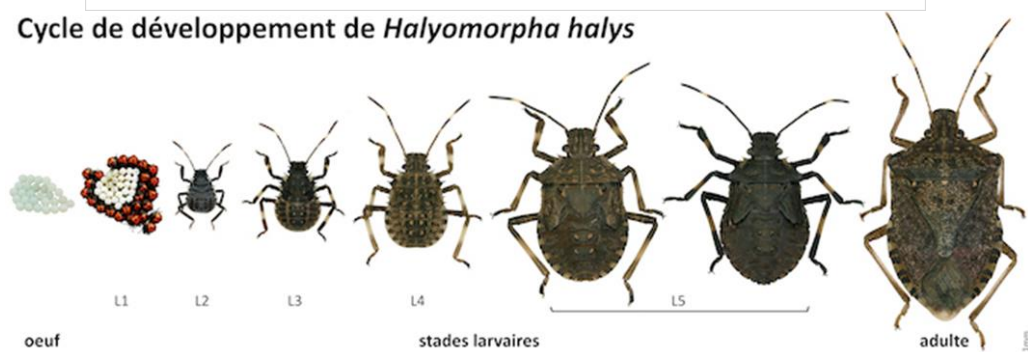 Cycle de développement de Halyomorpha halys
L1 L2 L3 L4 L5
oeuf stades larvaires adulte